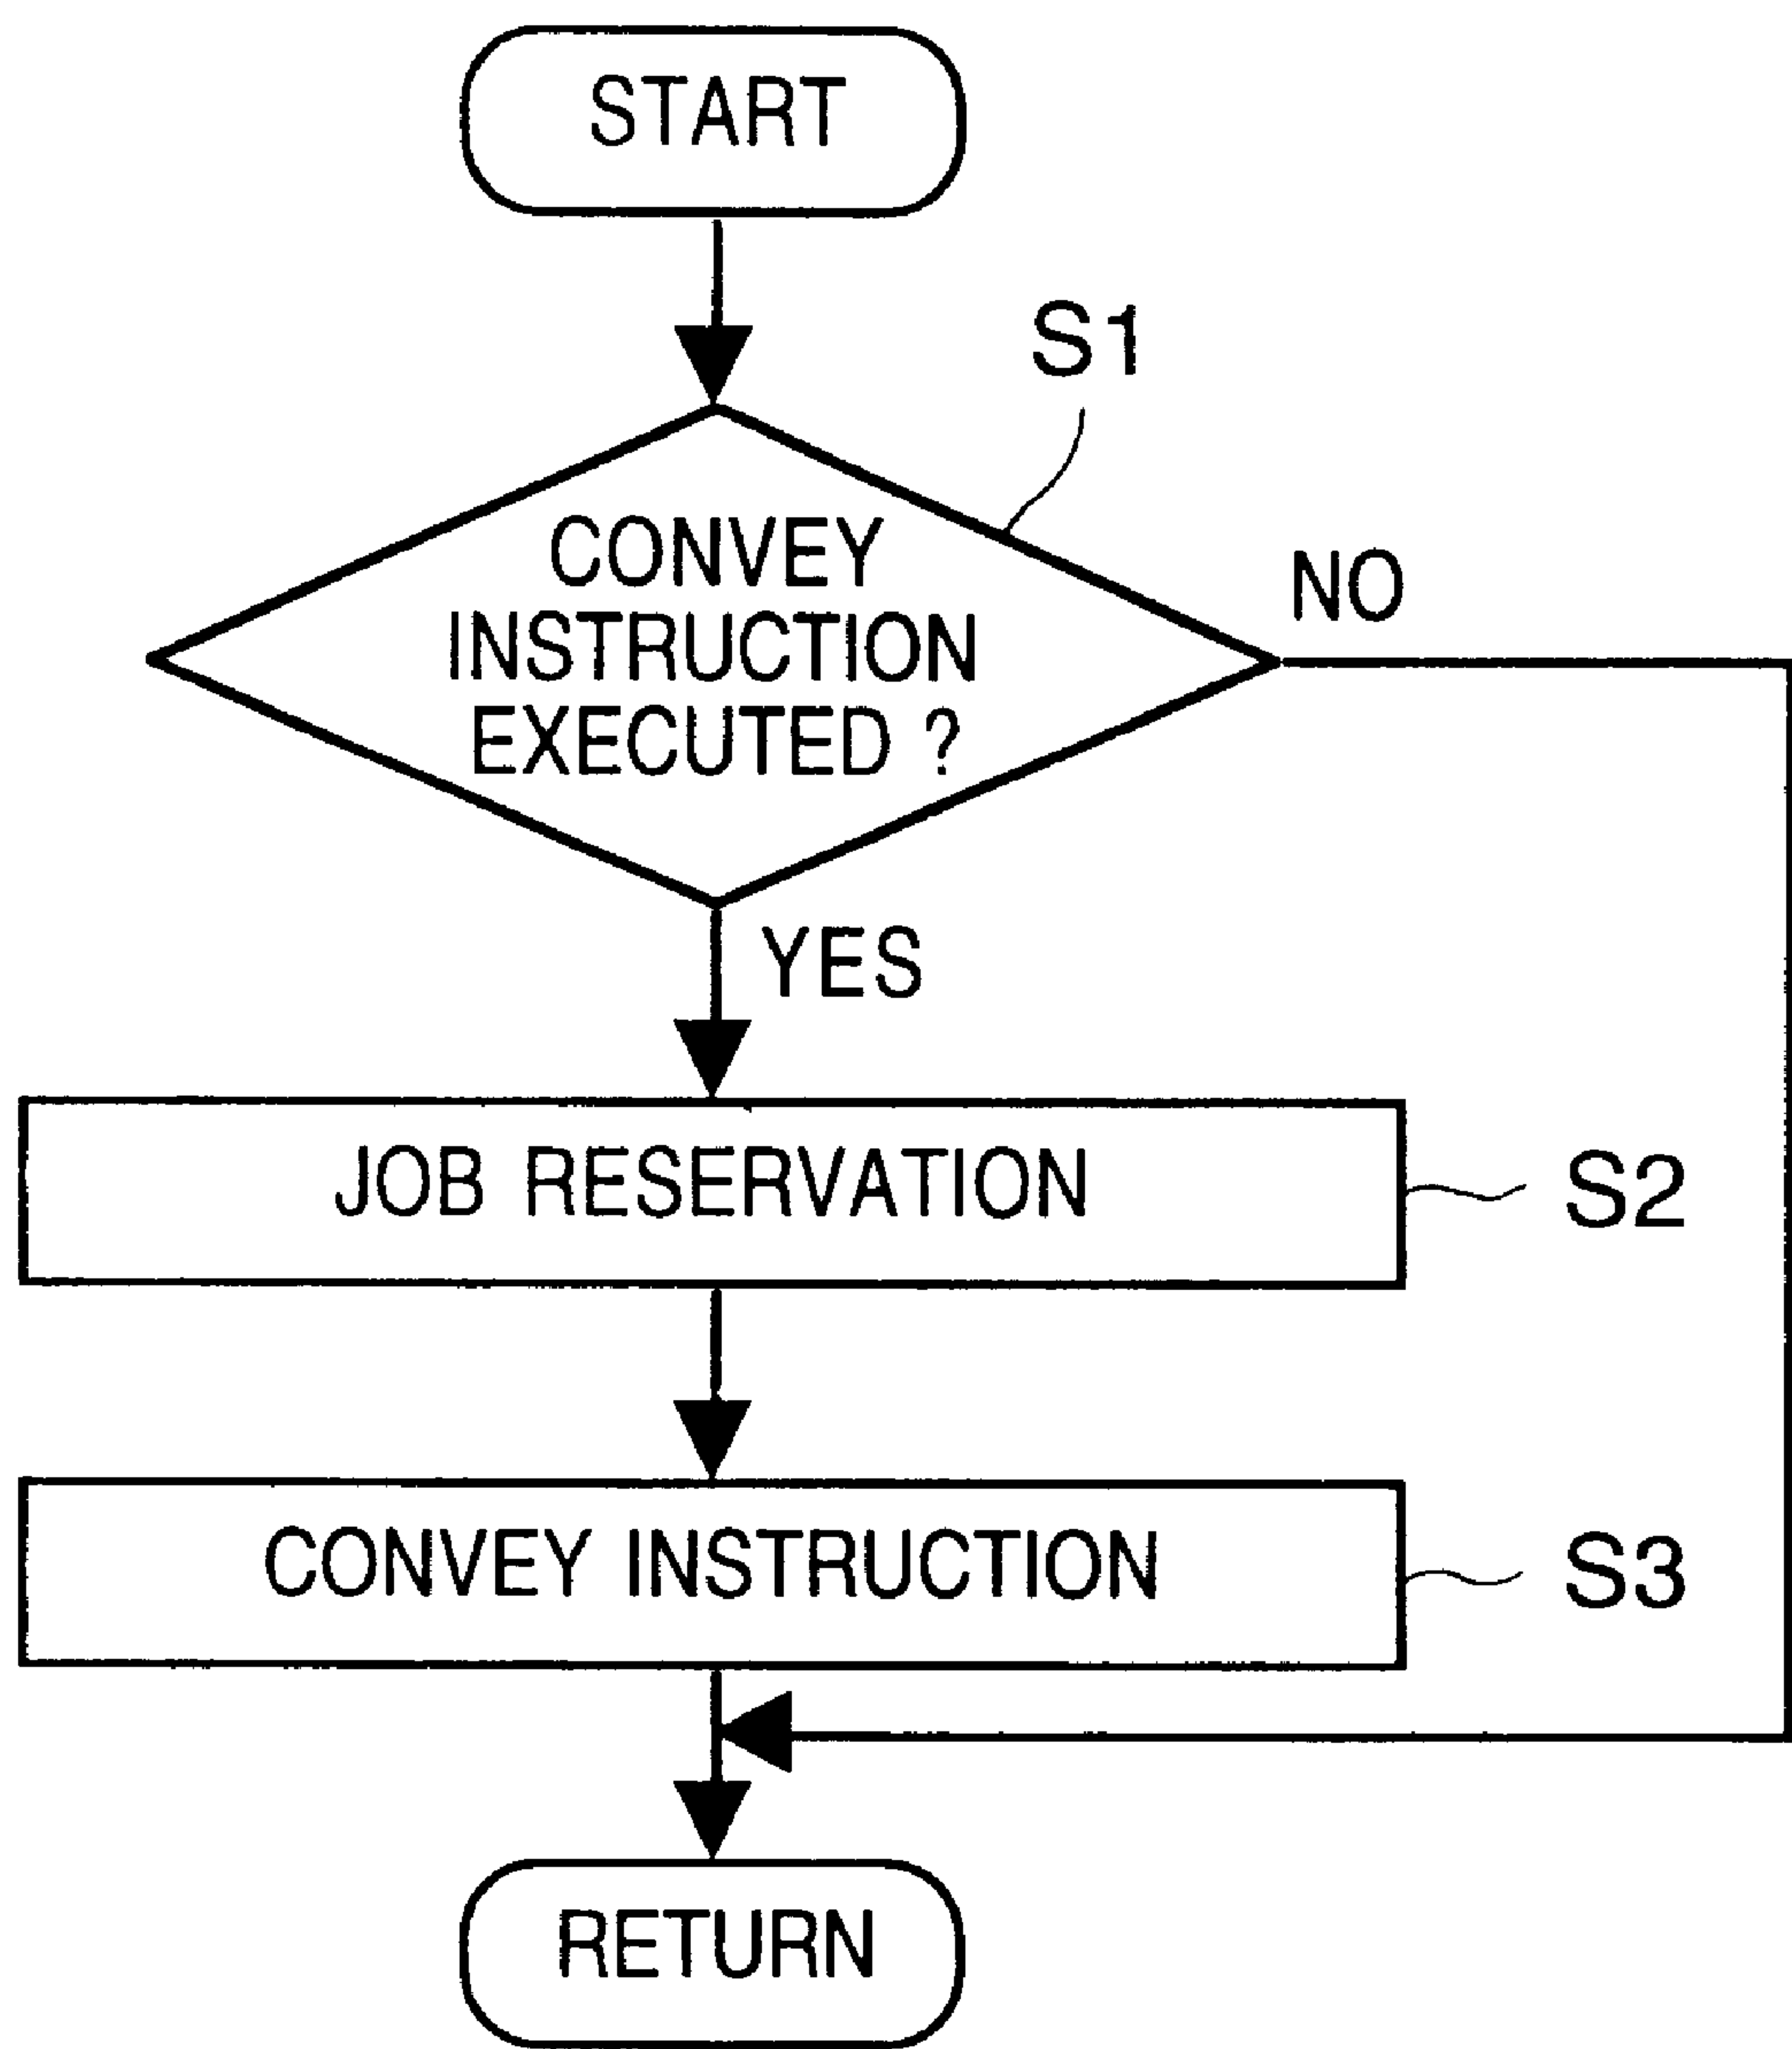 START
S1
CONVEY
INSTRUCTION
EXECUTED ?
NO
YES
JOB RESERVATION
S2
CONVEY INSTRUCTION
S3
RETURN